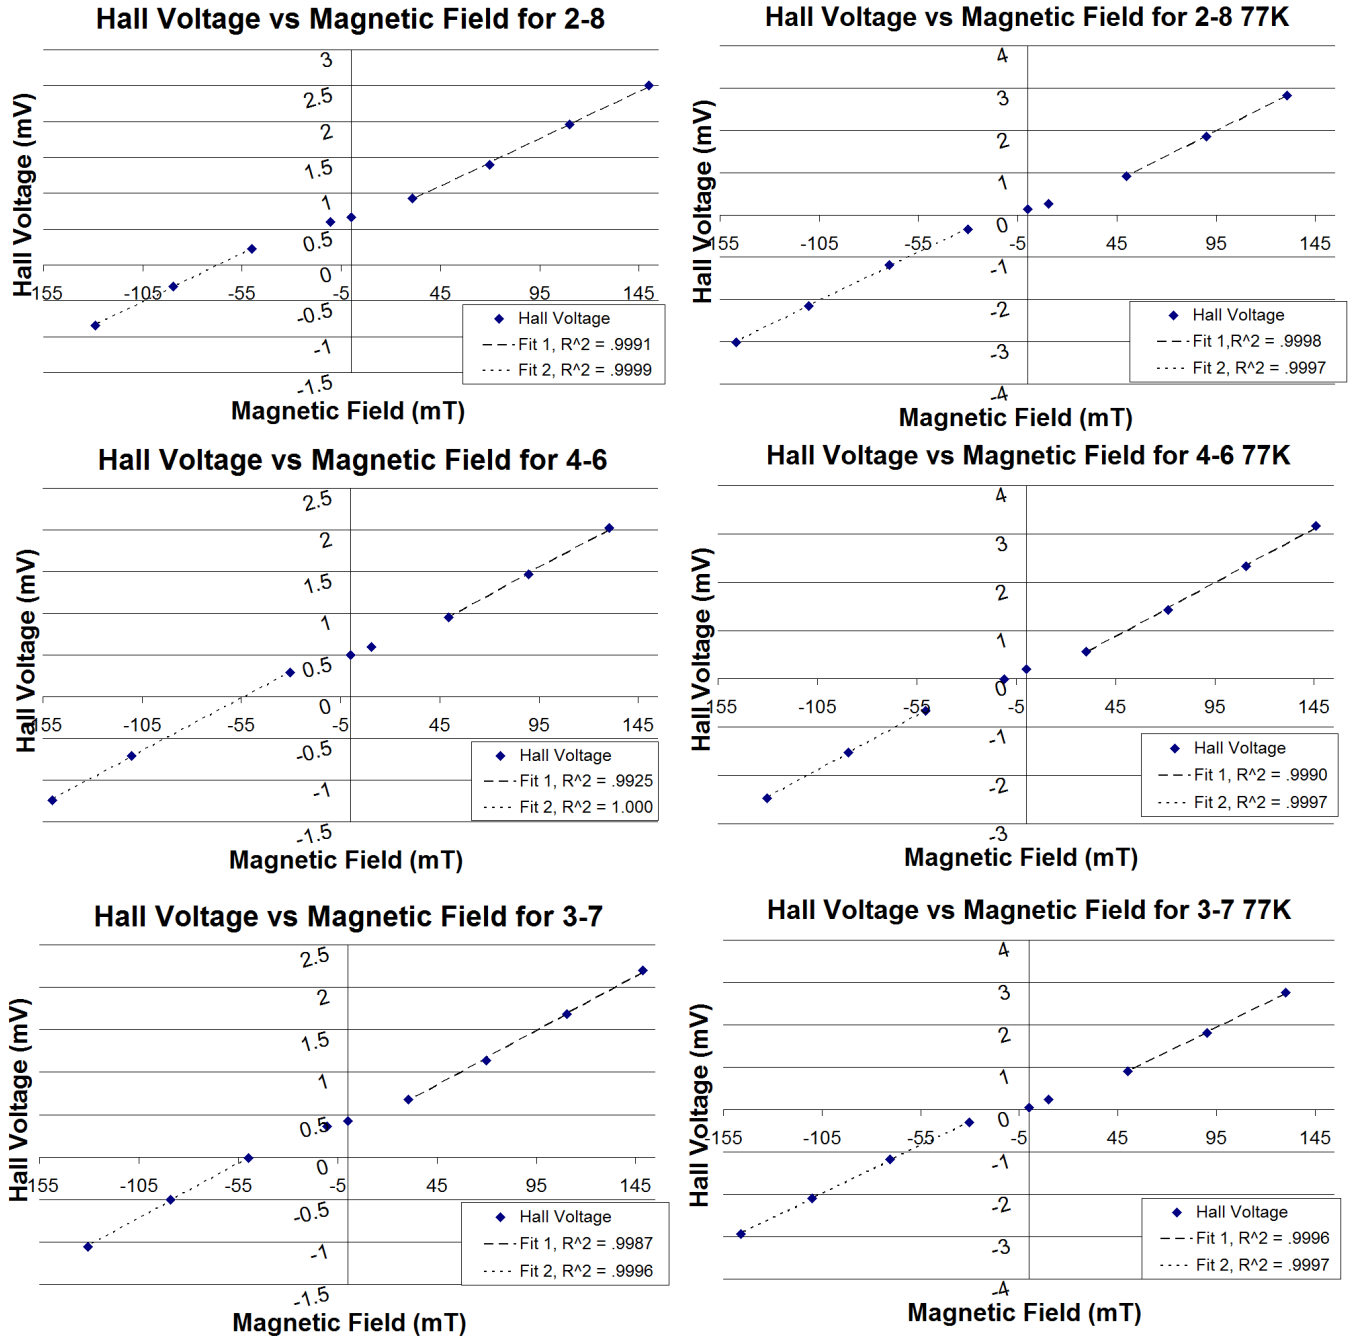 Hall Voltage vs Magnetic Field for 2-8
3
2.5
2
1.5
1
0.5
0
-0.5
-1
-1.5
-155 -105 -55 -5 45 95 145
Hall Voltage (mV)
Magnetic Field (mT)
Hall Voltage
Fit 1, R^2 = .9991
Fit 2, R^2 = .9999
Hall Voltage vs Magnetic Field for 2-8 77K
4
3
2
1
0
-1
-2
-3
-4
-155 -105 -55 -5 45 95 145
Hall Voltage (mV)
Magnetic Field (mT)
Hall Voltage
Fit 1,R^2 = .9998
Fit 2, R^2 = .9997
Hall Voltage vs Magnetic Field for 4-6
2.5
2
1.5
1
0.5
0
-0.5
-1
-1.5
-155 -105 -55 -5 45 95 145
Hall Voltage (mV)
Magnetic Field (mT)
Hall Voltage
Fit 1, R^2 = .9925
Fit 2, R^2 = 1.000
Hall Voltage vs Magnetic Field for 4-6 77K
4
3
2
1
0
-1
-2
-3
-155 -105 -55 -5 45 95 145
Hall Voltage (mV)
Magnetic Field (mT)
Hall Voltage
Fit 1, R^2 = .9990
Fit 2, R^2 = .9997
Hall Voltage vs Magnetic Field for 3-7
2.5
2
1.5
1
0.5
0
-0.5
-1
-1.5
-155 -105 -55 -5 45 95 145
Hall Voltage (mV)
Magnetic Field (mT)
Hall Voltage
Fit 1, R^2 = .9987
Fit 2, R^2 = .9996
Hall Voltage vs Magnetic Field for 3-7 77K
4
3
2
1
0
-1
-2
-3
-4
-155 -105 -55 -5 45 95 145
Hall Voltage (mV)
Magnetic Field (mT)
Hall Voltage
Fit 1, R^2 = .9996
Fit 2, R^2 = .9997